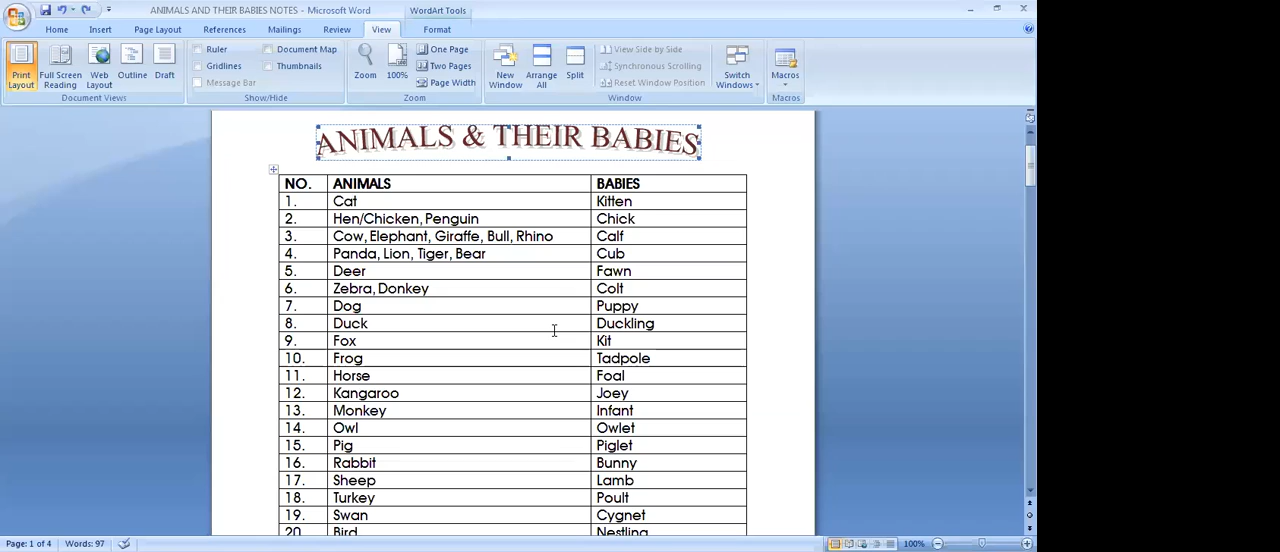 ANIMALS AND THEIR BABIES NOTES - Microsoft Word
WordArt Tools
Home Insert Page Layout References Mailings Review View Format
Print Layout
Full Screen Reading
Web Layout
Outline
Draft
Document Views
Ruler
Gridlines
Message Bar
Document Map
Thumbnails
Show/Hide
Zoom
100%
One Page
Two Pages
Page Width
Zoom
New Window
Arrange All
Split
View Side by Side
Synchronous Scrolling
Reset Window Position
Window
Switch Windows
Macros
Macros
ANIMALS & THEIR BABIES
NO. ANIMALS BABIES
1. Cat Kitten
2. Hen/Chicken, Penguin Chick
3. Cow, Elephant, Giraffe, Bull, Rhino Calf
4. Panda, Lion, Tiger, Bear Cub
5. Deer Fawn
6. Zebra, Donkey Colt
7. Dog Puppy
8. Duck Duckling
9. Fox Kit
10. Frog Tadpole
11. Horse Foal
12. Kangaroo Joey
13. Monkey Infant
14. Owl Owlet
15. Pig Piglet
16. Rabbit Bunny
17. Sheep Lamb
18. Turkey Poult
19. Swan Cygnet
20. Bird Nestling
Page: 1 of 4 Words: 97 100%